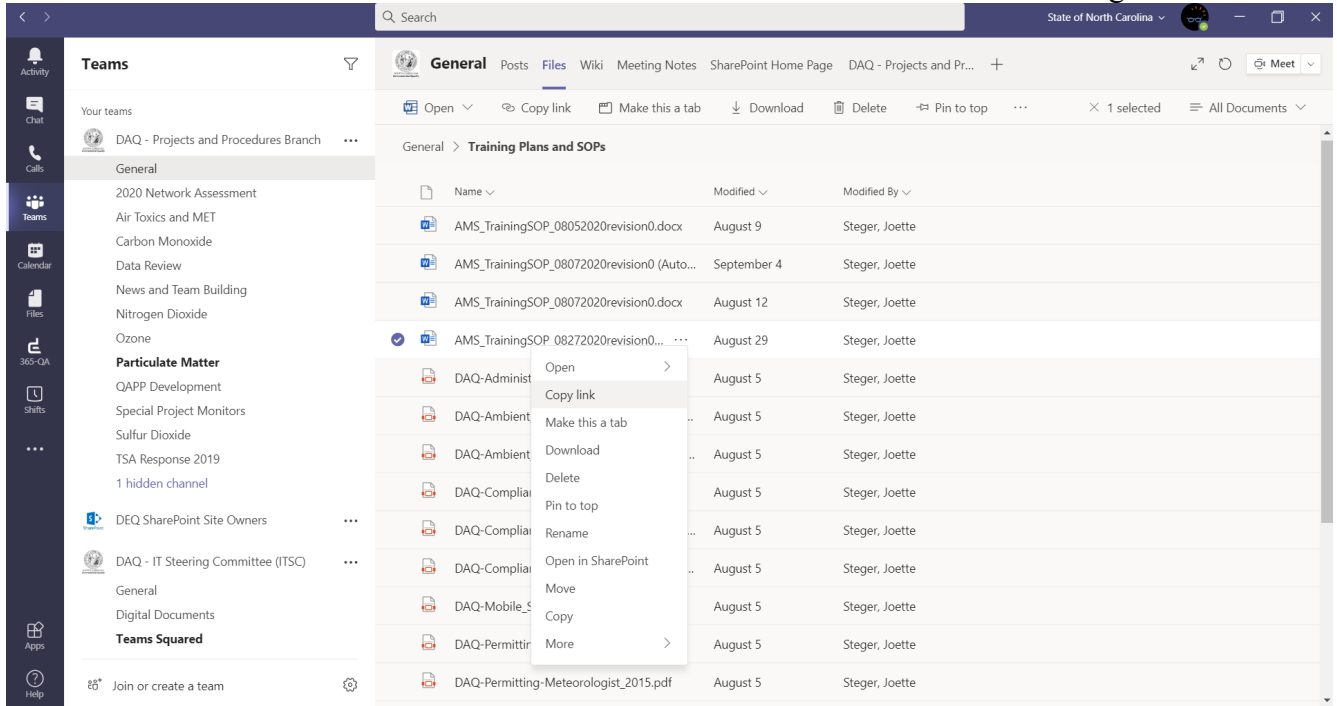 Search
State of North Carolina
Activity
Chat
Calls
Teams
Calendar
Files
365-QA
Shifts
Apps
Help
Teams
Your teams
DAQ - Projects and Procedures Branch
General
2020 Network Assessment
Air Toxics and MET
Carbon Monoxide
Data Review
News and Team Building
Nitrogen Dioxide
Ozone
Particulate Matter
QAPP Development
Special Project Monitors
Sulfur Dioxide
TSA Response 2019
1 hidden channel
DEQ SharePoint Site Owners
DAQ - IT Steering Committee (ITSC)
General
Digital Documents
Teams Squared
Join or create a team
General Posts Files Wiki Meeting Notes SharePoint Home Page DAQ - Projects and Pr... Meet
Open Copy link Make this a tab Download Delete Pin to top ... 1 selected All Documents
General > Training Plans and SOPs
Name Modified Modified By
AMS_TrainingSOP_08052020revision0.docx August 9 Steger, Joette
AMS_TrainingSOP_08072020revision0 (Auto... September 4 Steger, Joette
AMS_TrainingSOP_08072020revision0.docx August 12 Steger, Joette
AMS_TrainingSOP_08272020revision0... ... August 29 Steger, Joette
DAQ-Administ August 5 Steger, Joette
DAQ-Ambient .. August 5 Steger, Joette
DAQ-Ambient .. August 5 Steger, Joette
DAQ-Complian August 5 Steger, Joette
DAQ-Complian ... August 5 Steger, Joette
DAQ-Complian .. August 5 Steger, Joette
DAQ-Mobile_S August 5 Steger, Joette
DAQ-Permittin August 5 Steger, Joette
DAQ-Permitting-Meteorologist_2015.pdf August 5 Steger, Joette
Open
Copy link
Make this a tab
Download
Delete
Pin to top
Rename
Open in SharePoint
Move
Copy
More